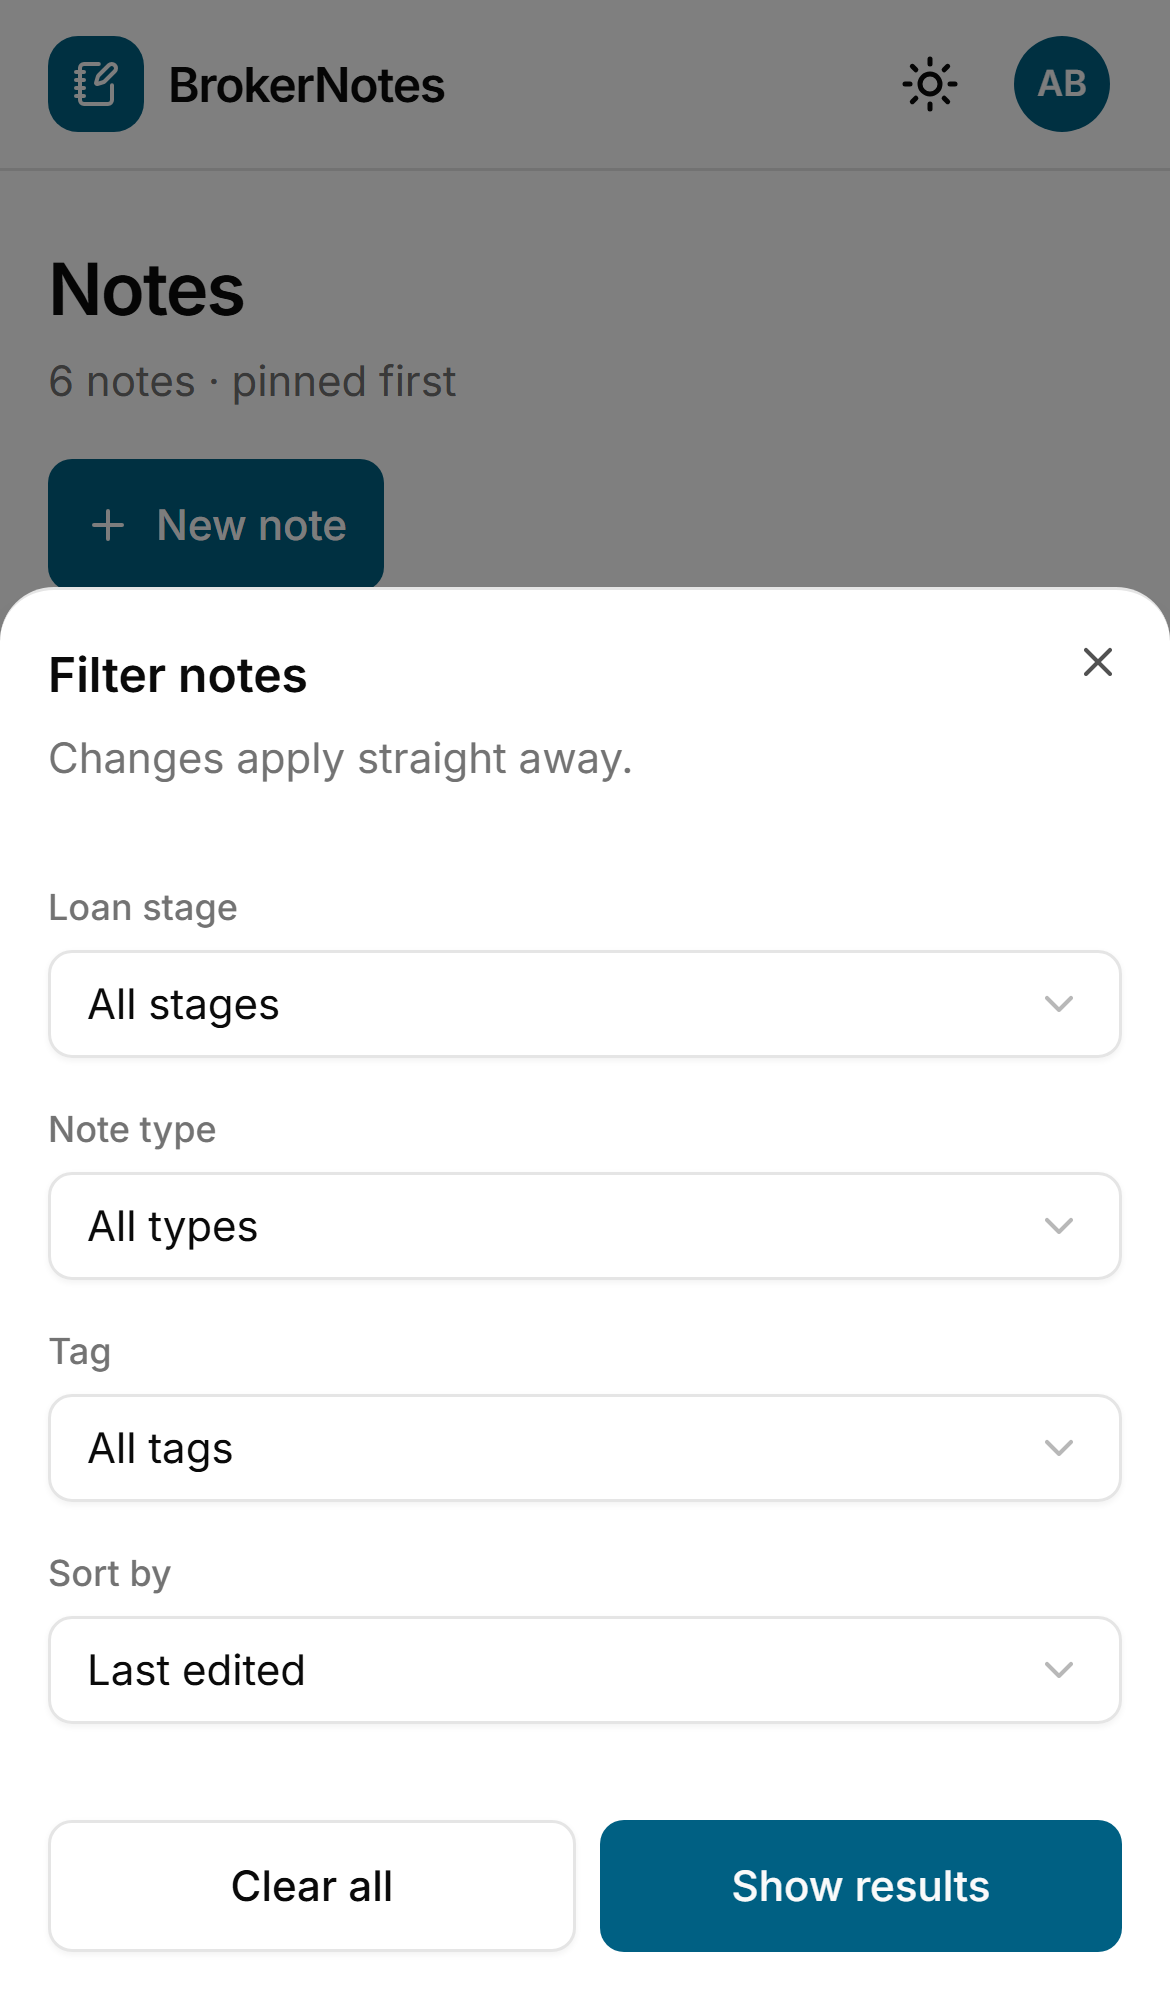 BrokerNotes
AB
Notes
6 notes · pinned first
New note
Filter notes
Changes apply straight away.
Loan stage
All stages
Note type
All types
Tag
All tags
Sort by
Last edited
Clear all
Show results